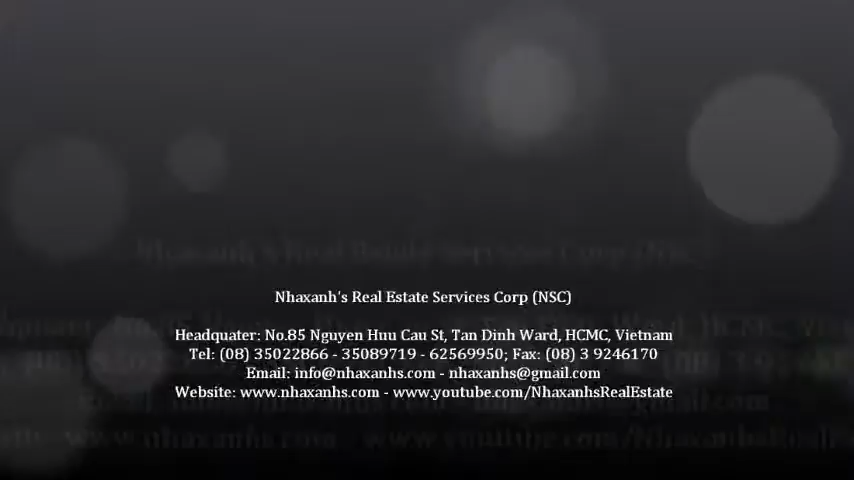 Nhaxanh's Real Estate Services Corp (NSC)
Headquater: No.85 Nguyen Huu Cau St, Tan Dinh Ward, HCMC, Vietnam
Tel: (08) 35022866 - 35089719 - 62569950; Fax: (08) 3 9246170
Email: info@nhaxanhs.com - nhaxanhs@gmail.com
Website: www.nhaxanhs.com - www.youtube.com/NhaxanhsRealEstate